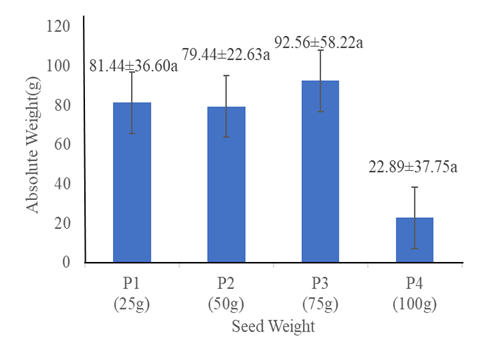 120
100
80
60
40
20
0
Absolute Weight(g)
81.44±36.60a
79.44±22.63a
92.56±58.22a
22.89±37.75a
P1 P2 P3 P4
(25g) (50g) (75g) (100g)
Seed Weight